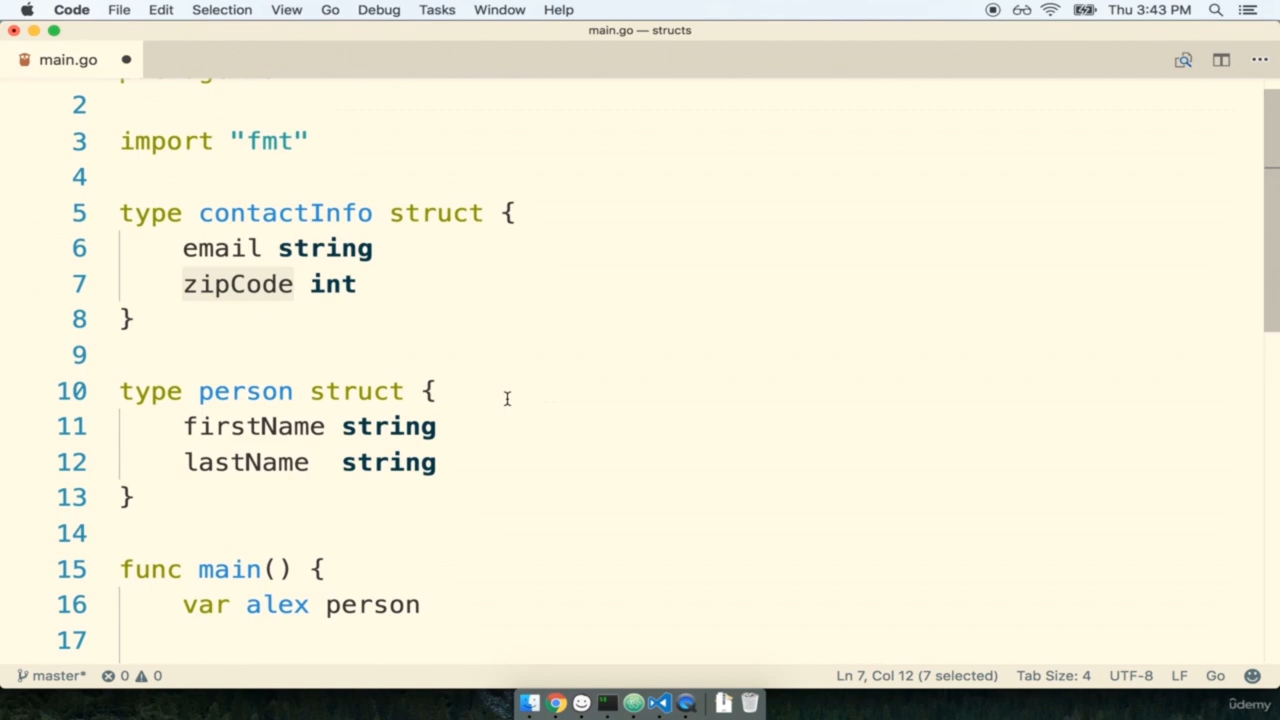 Code File Edit Selection View Go Debug Tasks Window Help Thu 3:43 PM
main.go — structs
main.go
2
3 import "fmt"
4
5 type contactInfo struct {
6 email string
7 zipCode int
8 }
9
10 type person struct {
11 firstName string
12 lastName string
13 }
14
15 func main() {
16 var alex person
17
master* 0 0 Ln 7, Col 12 (7 selected) Tab Size: 4 UTF-8 LF Go
ûdemy